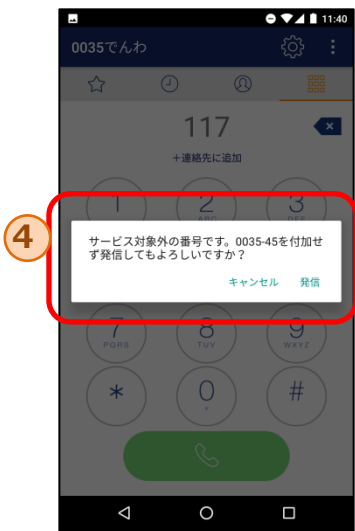 11:40
0035でんわ
117
+連絡先に追加
1
2
ABC
3
DEF
④
サービス対象外の番号です。0035-45を付加せ
ず発信してもよろしいですか？
キャンセル 発信
7
PQRS
8
TUV
9
WXYZ
*
0
+
#